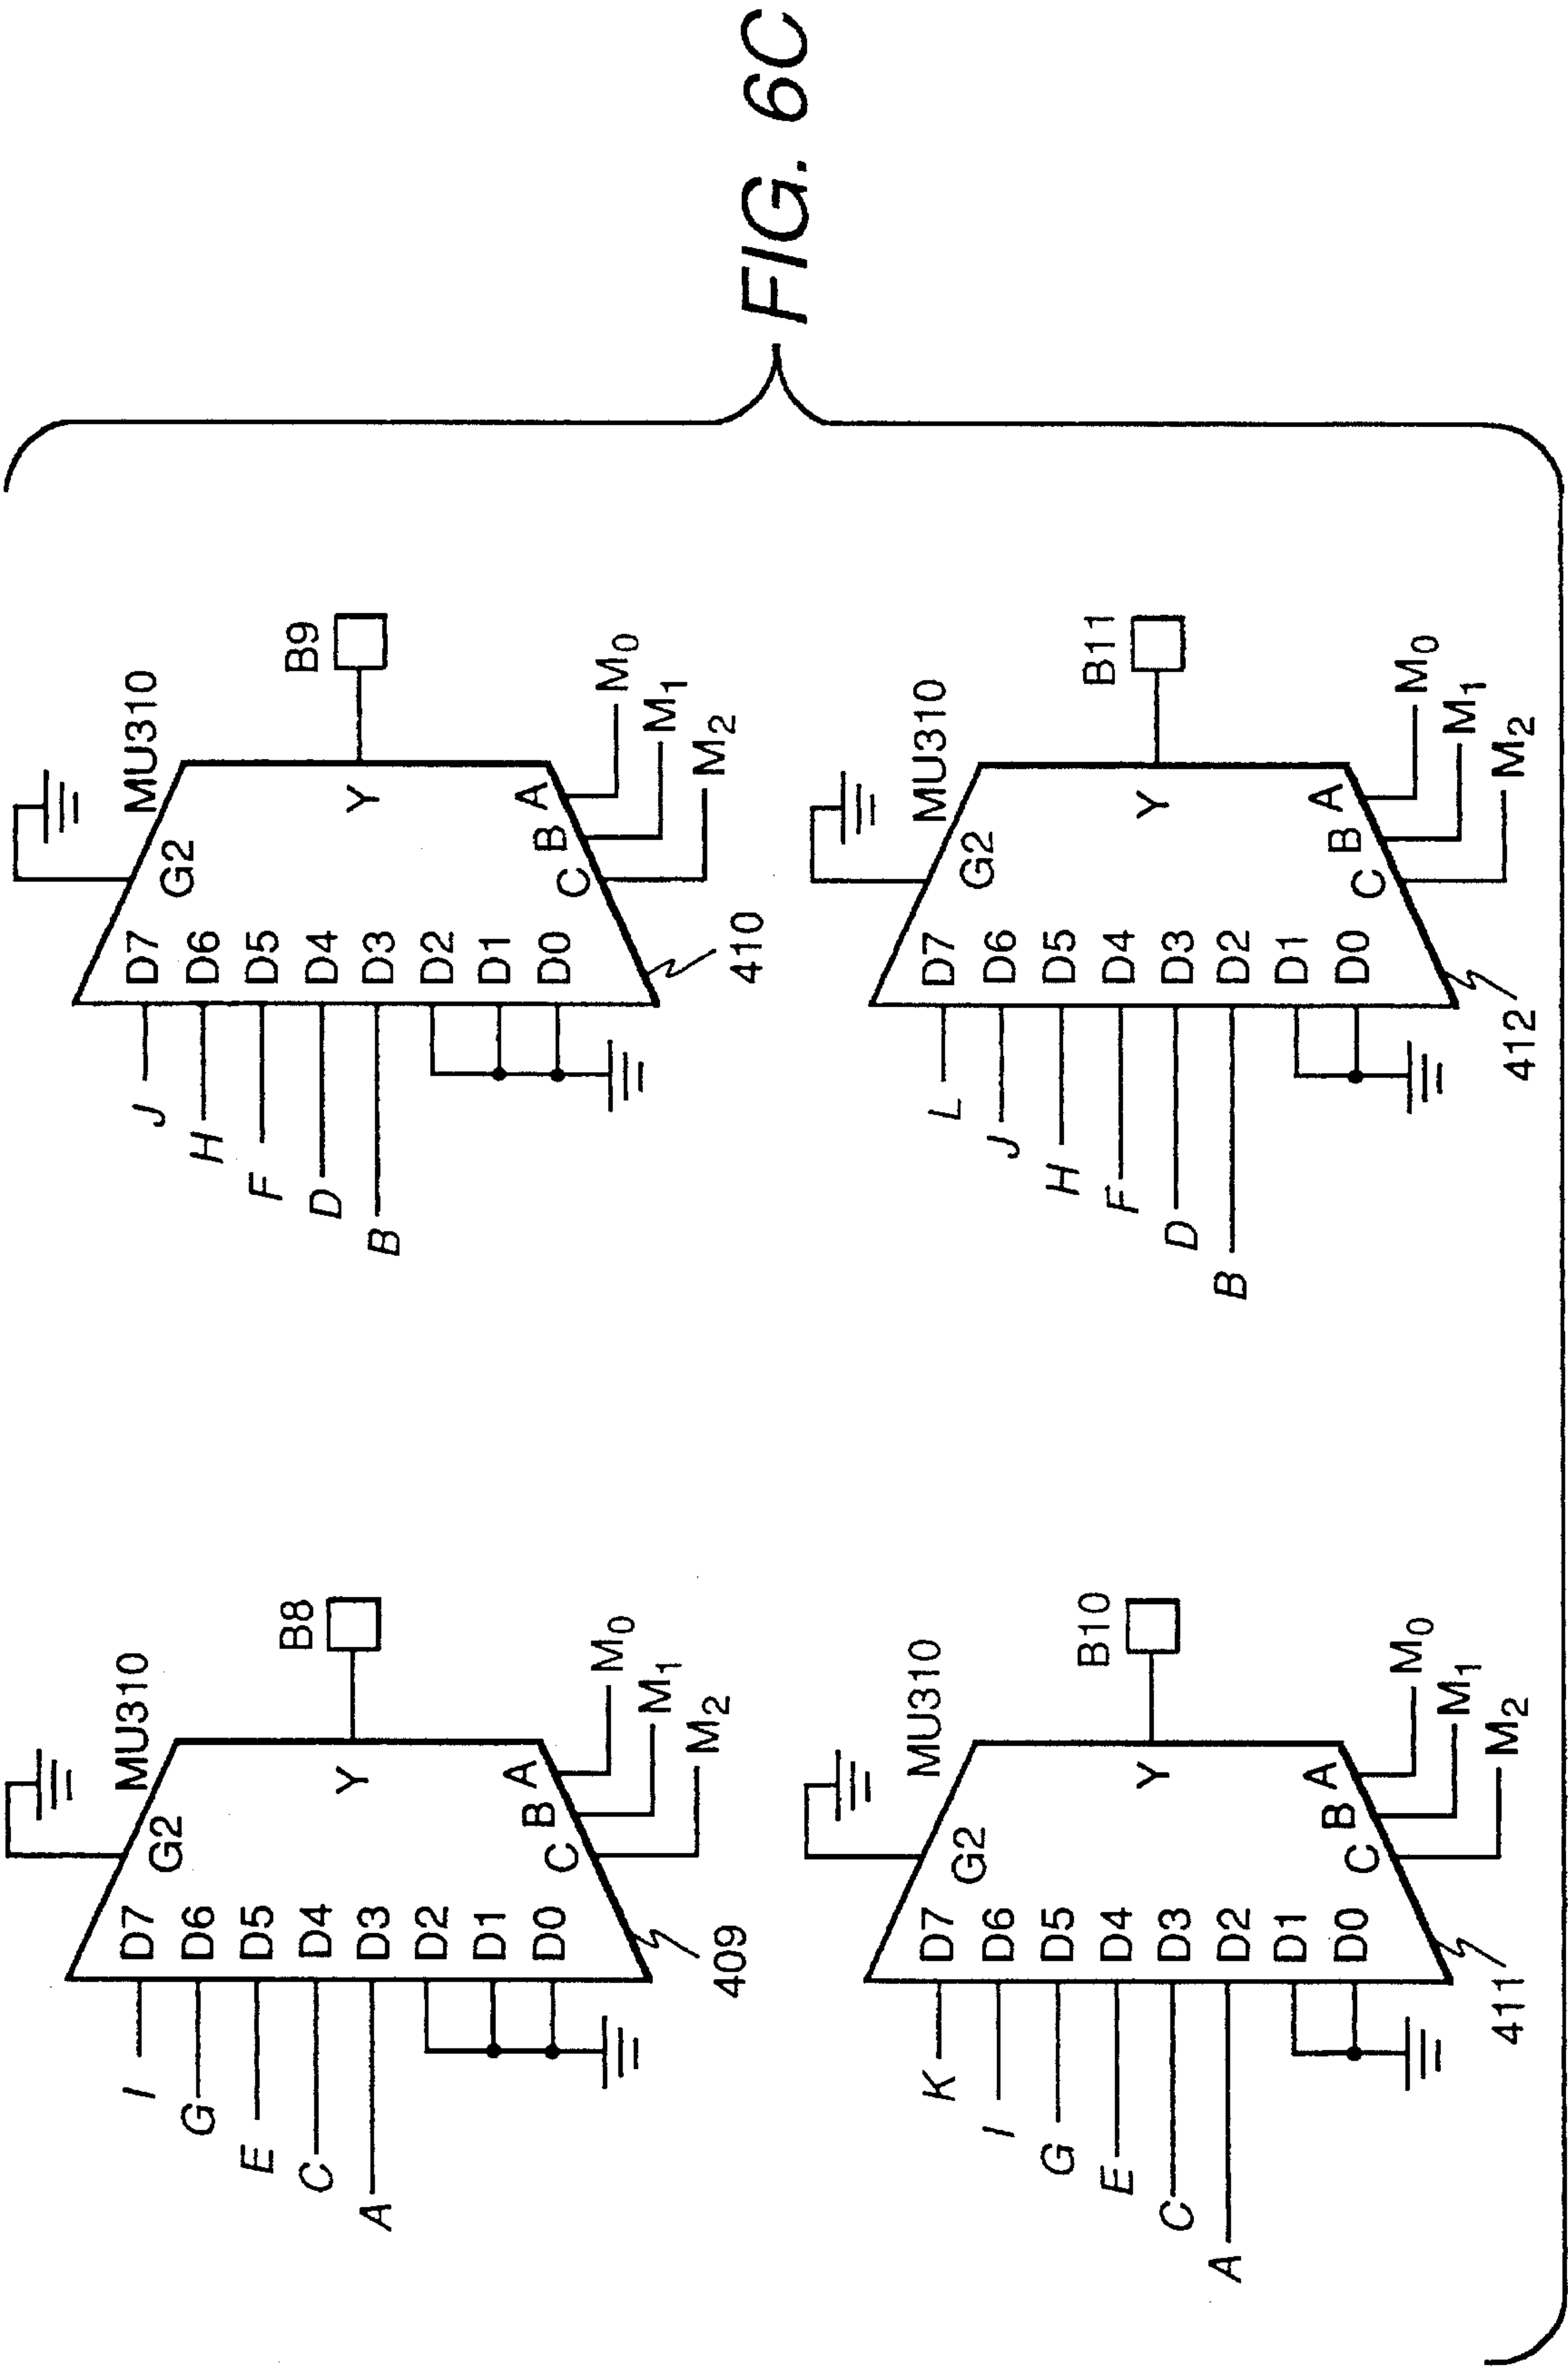 MU310
G2
I D7
G D6
E D5
C D4
A D3
D2
D1
D0
Y
B8
A M0
B M1
C M2
409
MU310
G2
J D7
H D6
F D5
D D4
B D3
D2
D1
D0
Y
B9
A M0
B M1
C M2
410
MU310
G2
K D7
I D6
G D5
E D4
C D3
A D2
D1
D0
Y
B10
A M0
B M1
C M2
411
MU310
G2
L D7
J D6
H D5
F D4
D D3
B D2
D1
D0
Y
B11
A M0
B M1
C M2
412
FIG. 6C